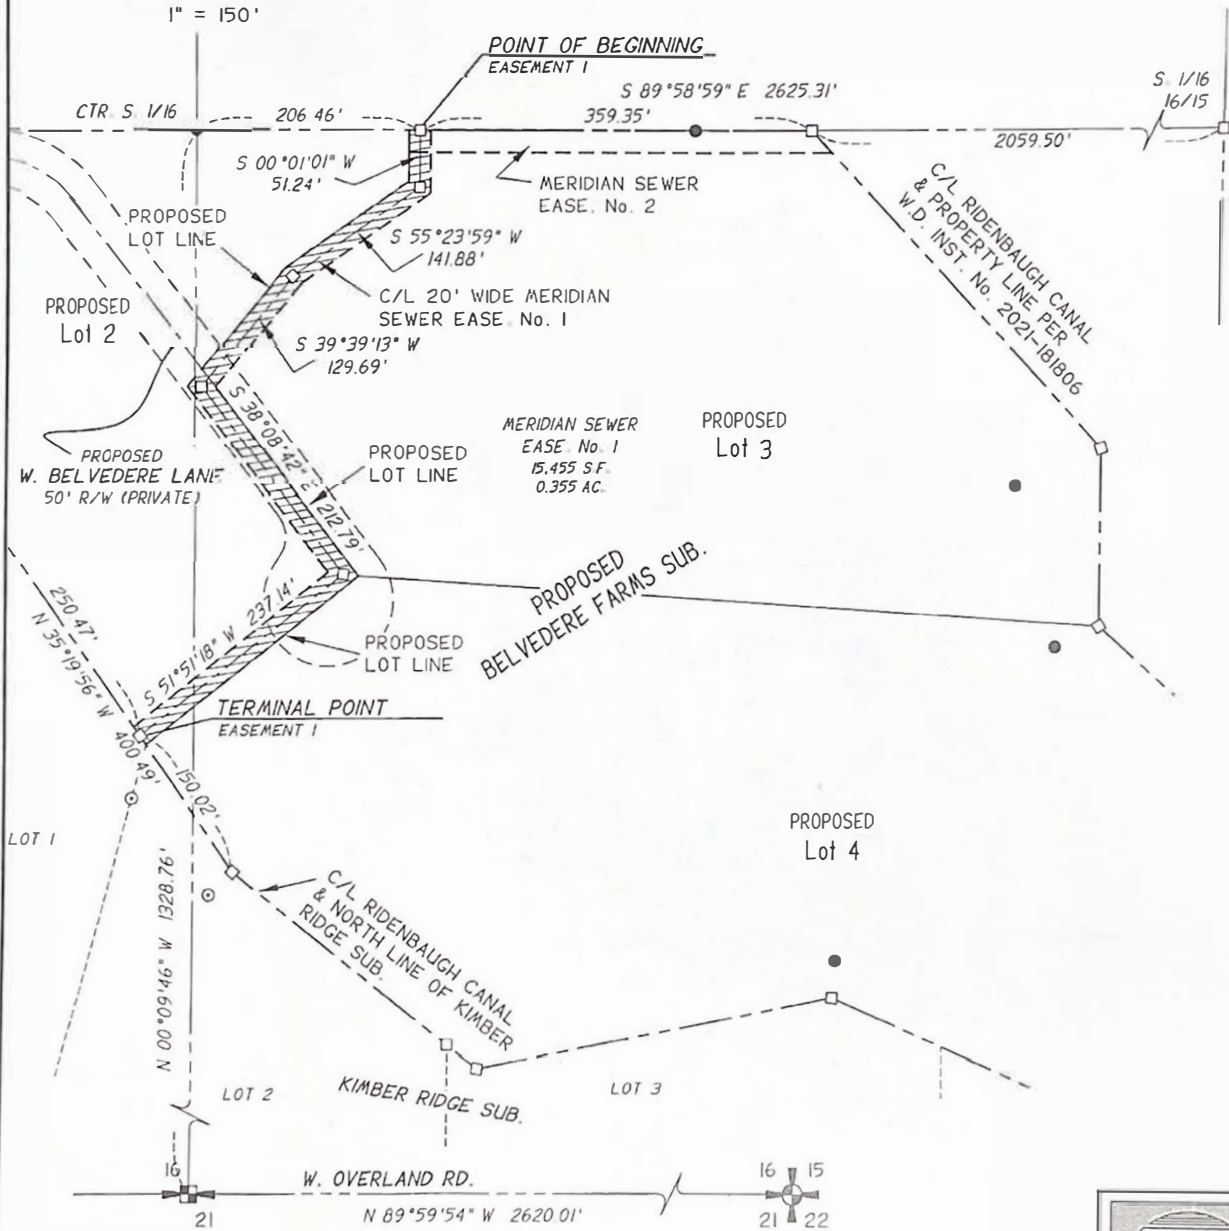 1" = 150'
POINT OF BEGINNING
EASEMENT 1
S 89°58'59" E 2625.31'
S. 1/16
16/15
CTR. S. 1/16
206.46'
359.35'
2059.50'
S 00°01'01" W
51.24'
MERIDIAN SEWER
EASE. No. 2
C/L RIDENBAUGH CANAL
& PROPERTY LINE PER
W.D. INST. No. 2021-181806
PROPOSED
LOT LINE
S 55°23'59" W
141.88'
PROPOSED
Lot 2
C/L 20' WIDE MERIDIAN
SEWER EASE. No. 1
S 39°39'13" W
129.69'
S 38°08'42" E 212.79'
MERIDIAN SEWER
EASE. No. 1
15,455 S.F.
0.355 AC.
PROPOSED
Lot 3
PROPOSED
W. BELVEDERE LANE
50' R/W (PRIVATE)
PROPOSED
LOT LINE
PROPOSED
BELVEDERE FARMS SUB.
250.47'
N 35°19'56" W 400.49'
150.02'
S 51°51'18" W 237.14'
PROPOSED
LOT LINE
TERMINAL POINT
EASEMENT 1
LOT 1
PROPOSED
Lot 4
N 00°09'46" W 1328.76'
C/L RIDENBAUGH CANAL
& NORTH LINE OF KIMBER
RIDGE SUB.
LOT 2
KIMBER RIDGE SUB.
LOT 3
16
21
W. OVERLAND RD.
N 89°59'54" W 2620.01'
16 15
21 22